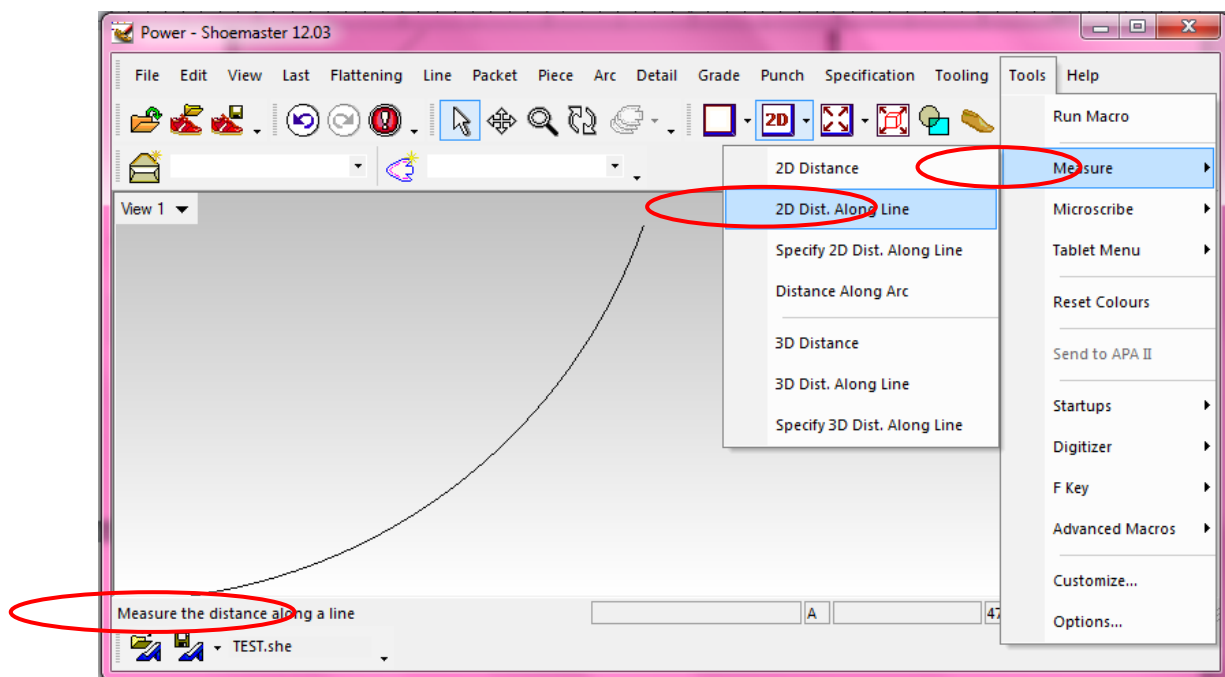 Power - Shoemaster 12.03
File Edit View Last Flattening Line Packet Piece Arc Detail Grade Punch Specification Tooling Tools Help
2D
View 1
2D Distance
2D Dist. Along Line
Specify 2D Dist. Along Line
Distance Along Arc
3D Distance
3D Dist. Along Line
Specify 3D Dist. Along Line
Run Macro
Measure
Microscribe
Tablet Menu
Reset Colours
Send to APA II
Startups
Digitizer
F Key
Advanced Macros
Customize...
Options...
Measure the distance along a line
A
47
TEST.she